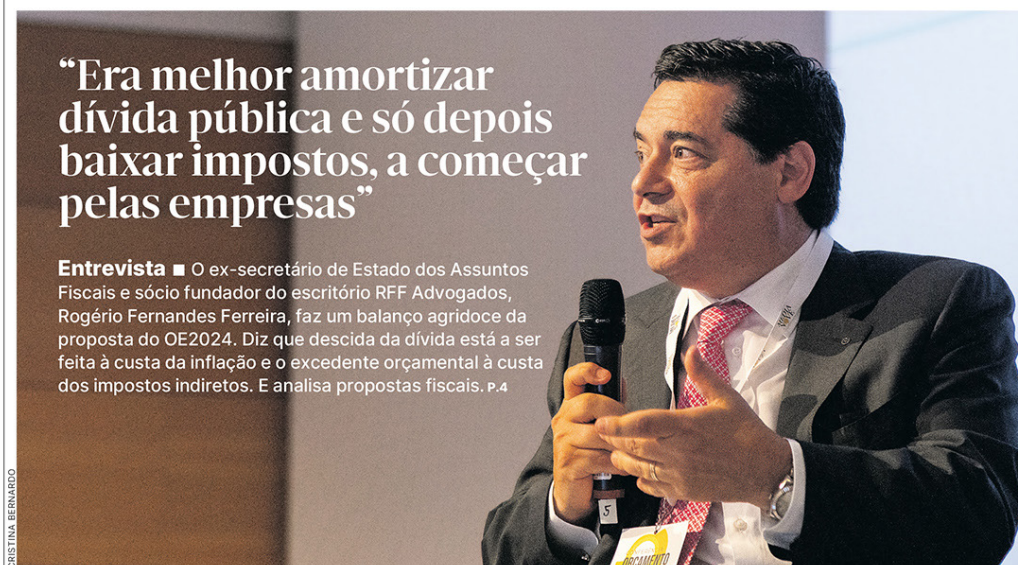 “Era melhor amortizar
dívida pública e só depois
baixar impostos, a começar
pelas empresas”
Entrevista ■ O ex-secretário de Estado dos Assuntos
Fiscais e sócio fundador do escritório RFF Advogados,
Rogério Fernandes Ferreira, faz um balanço agridoce da
proposta do OE2024. Diz que descida da dívida está a ser
feita à custa da inflação e o excedente orçamental à custa
dos impostos indiretos. E analisa propostas fiscais. P.4
CRISTINA BERNARDO
5
ORÇAMENTO